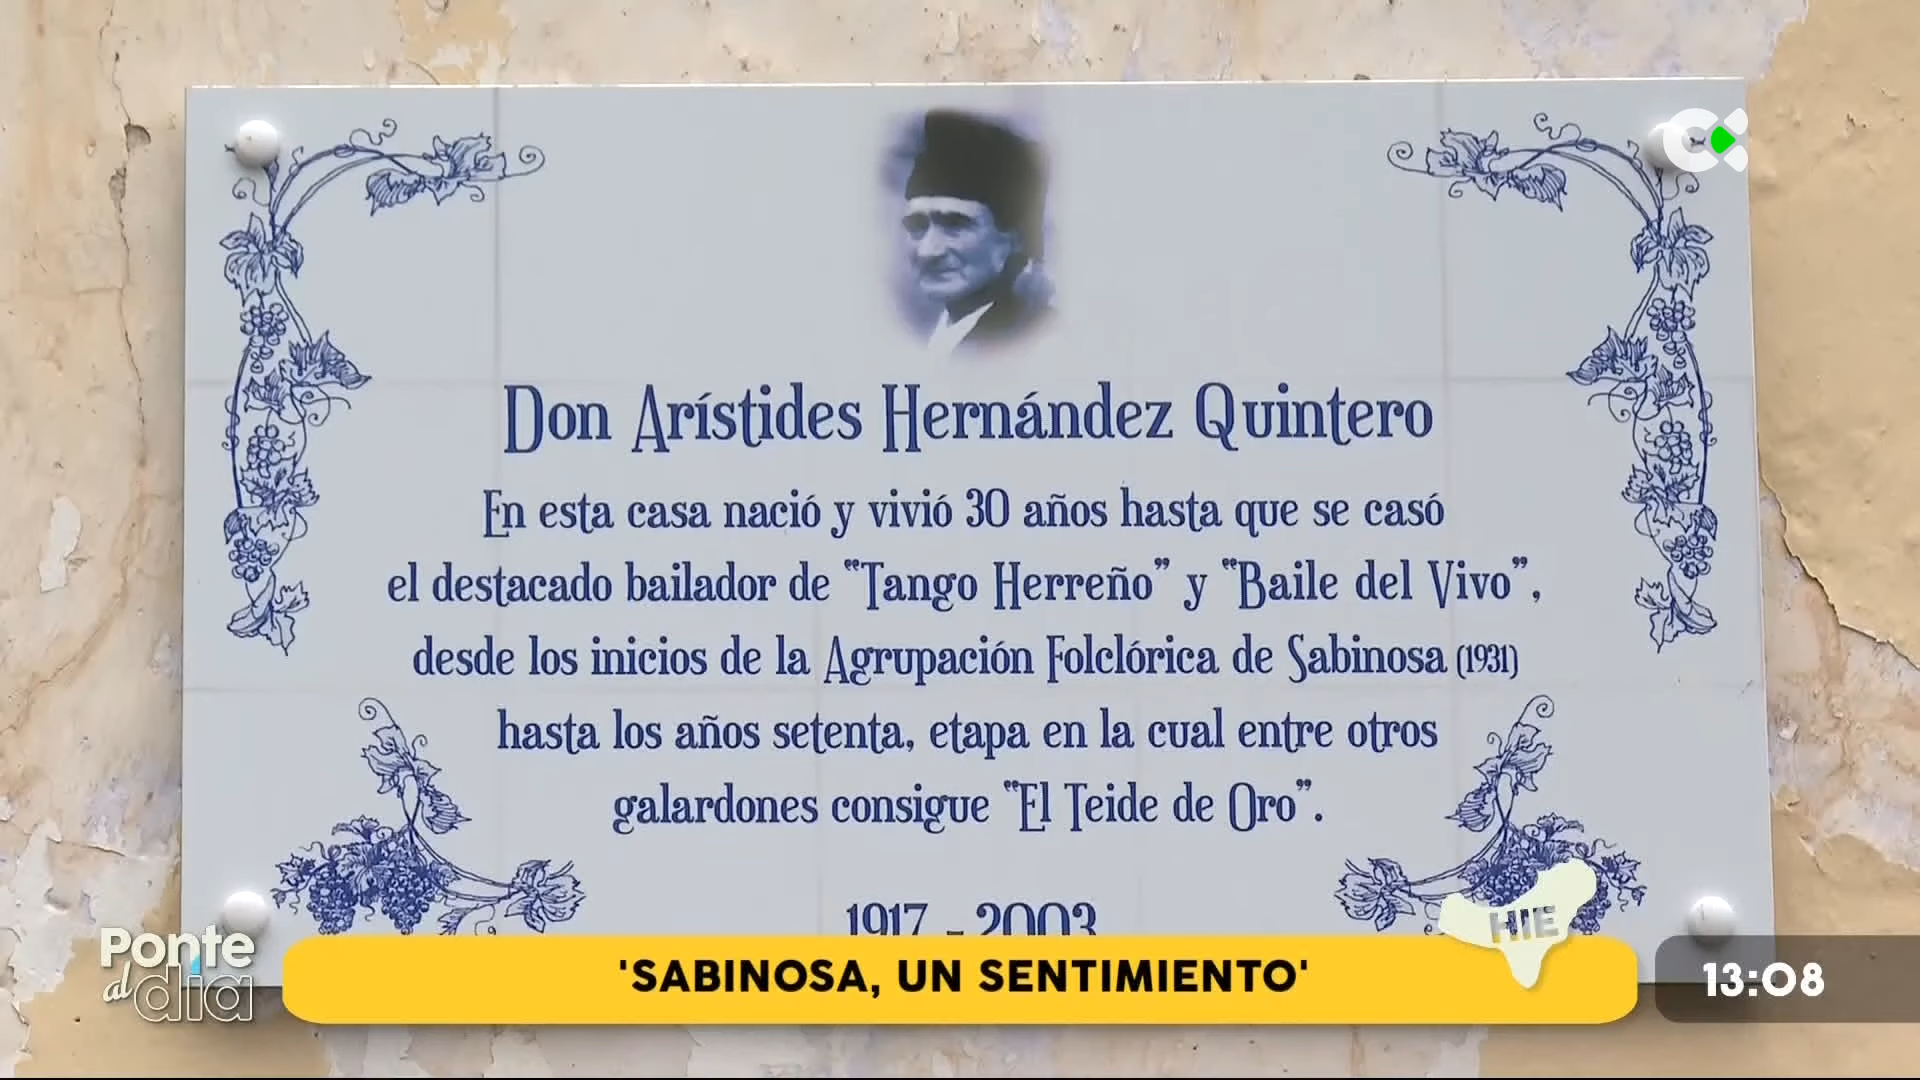 Don Arístides Hernández Quintero
En esta casa nació y vivió 30 años hasta que se casó
el destacado bailador de "Tango Herreño" y "Baile del Vivo",
desde los inicios de la Agrupación Folclórica de Sabinosa (1931)
hasta los años setenta, etapa en la cual entre otros
galardones consigue "El Teide de Oro".
1917 - 2003
HIE
Ponte
al día
'SABINOSA, UN SENTIMIENTO'
13:08